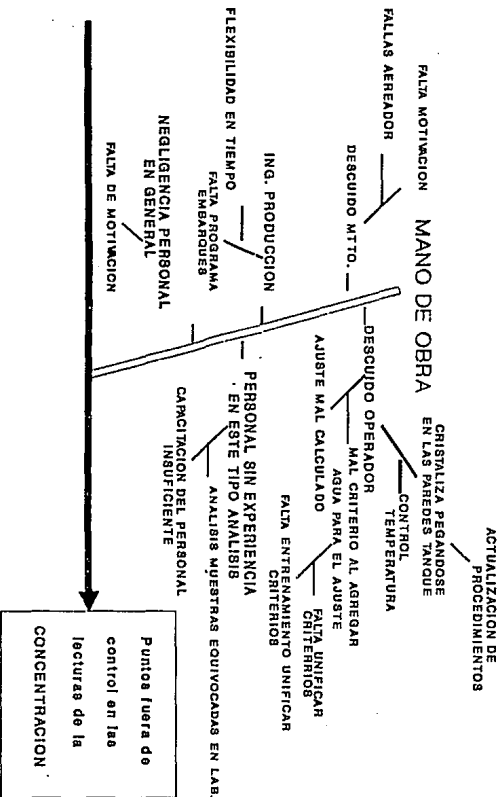 MANO DE OBRA
FALTA MOTIVACION
FALLAS AEREADOR
DESCUIDO MTTO.
ING. PRODUCCION
FLEXIBILIDAD EN TIEMPO
FALTA PROGRAMA
EMBARQUES
NEGLIGENCIA PERSONAL
EN GENERAL
FALTA DE MOTIVACION
ACTUALIZACION DE
PROCEDIMIENTOS
CRISTALIZA PEGANDOSE
EN LAS PAREDES TANQUE
CONTROL
TEMPERATURA
DESCUIDO OPERADOR
MAL CRITERIO AL AGREGAR
AGUA PARA EL AJUSTE
AJUSTE MAL CALCULADO
FALTA UNIFICAR
CRITERRIOS
FALTA ENTRENAMIENTO UNIFICAR
CRITERIOS
PERSONAL SIN EXPERIENCIA
EN ESTE TIPO ANALISIS
ANALISIS MUESTRAS EQUIVOCADAS EN LAB.
CAPACITACION DEL PERSONAL
INSUFICIENTE
Puntos fuera de
control en las
lecturas de la
CONCENTRACION